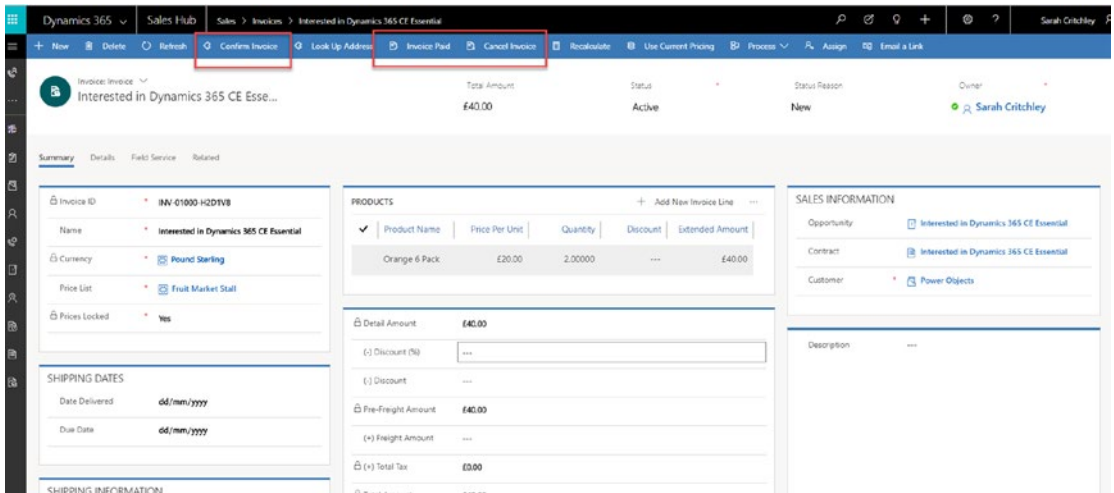 Dynamics 365 Sales Hub Sales > Invoices > Interested in Dynamics 365 CE Essential Sarah Critchley
+ New Delete Refresh Confirm Invoice Look Up Address Invoice Paid Cancel Invoice Recalculate Use Current Pricing Process Assign Email a Link
Invoice: Invoice
Interested in Dynamics 365 CE Esse...
Total Amount
£40.00
Status *
Active
Status Reason
New
Owner *
Sarah Critchley
Summary Details Field Service Related
Invoice ID * INV-01000-H2D1V8
Name * Interested in Dynamics 365 CE Essential
Currency * Pound Sterling
Price List * Fruit Market Stall
Prices Locked * Yes
SHIPPING DATES
Date Delivered dd/mm/yyyy
Due Date dd/mm/yyyy
SHIPPING INFORMATION
PRODUCTS + Add New Invoice Line ...
Product Name Price Per Unit Quantity Discount Extended Amount
Orange 6 Pack £20.00 2.00000 --- £40.00
Detail Amount £40.00
(-) Discount (%) ---
(-) Discount ---
Pre-Freight Amount £40.00
(+) Freight Amount ---
(+) Total Tax £0.00
SALES INFORMATION
Opportunity Interested in Dynamics 365 CE Essential
Contract Interested in Dynamics 365 CE Essential
Customer * Power Objects
Description ---